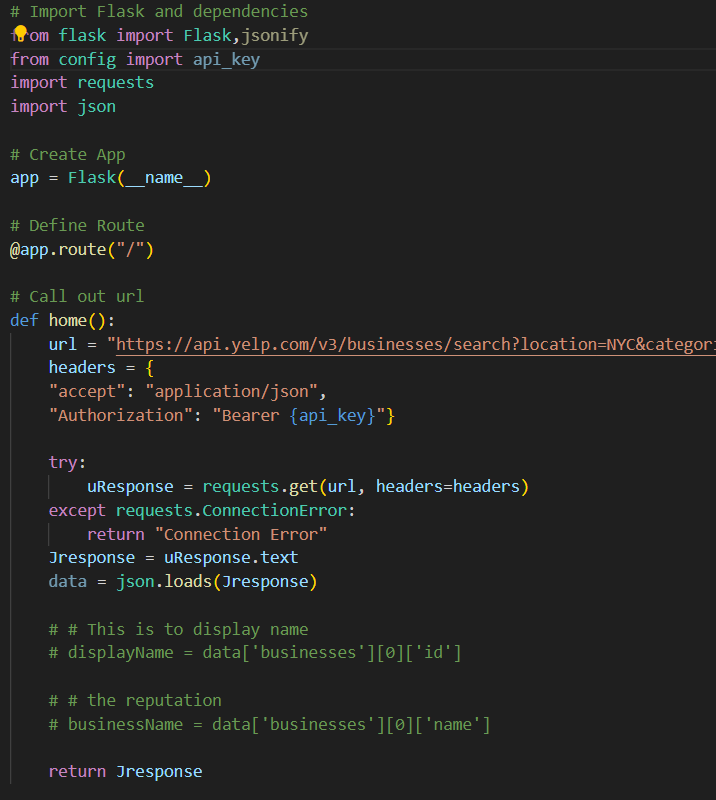 # Import Flask and dependencies
from flask import Flask,jsonify
from config import api_key
import requests
import json
# Create App
app = Flask(__name__)
# Define Route
@app.route("/")
# Call out url
def home():
url = "https://api.yelp.com/v3/businesses/search?location=NYC&categori
headers = {
"accept": "application/json",
"Authorization": "Bearer {api_key}"}
try:
uResponse = requests.get(url, headers=headers)
except requests.ConnectionError:
return "Connection Error"
Jresponse = uResponse.text
data = json.loads(Jresponse)
# # This is to display name
# displayName = data['businesses'][0]['id']
# # the reputation
# businessName = data['businesses'][0]['name']
return Jresponse